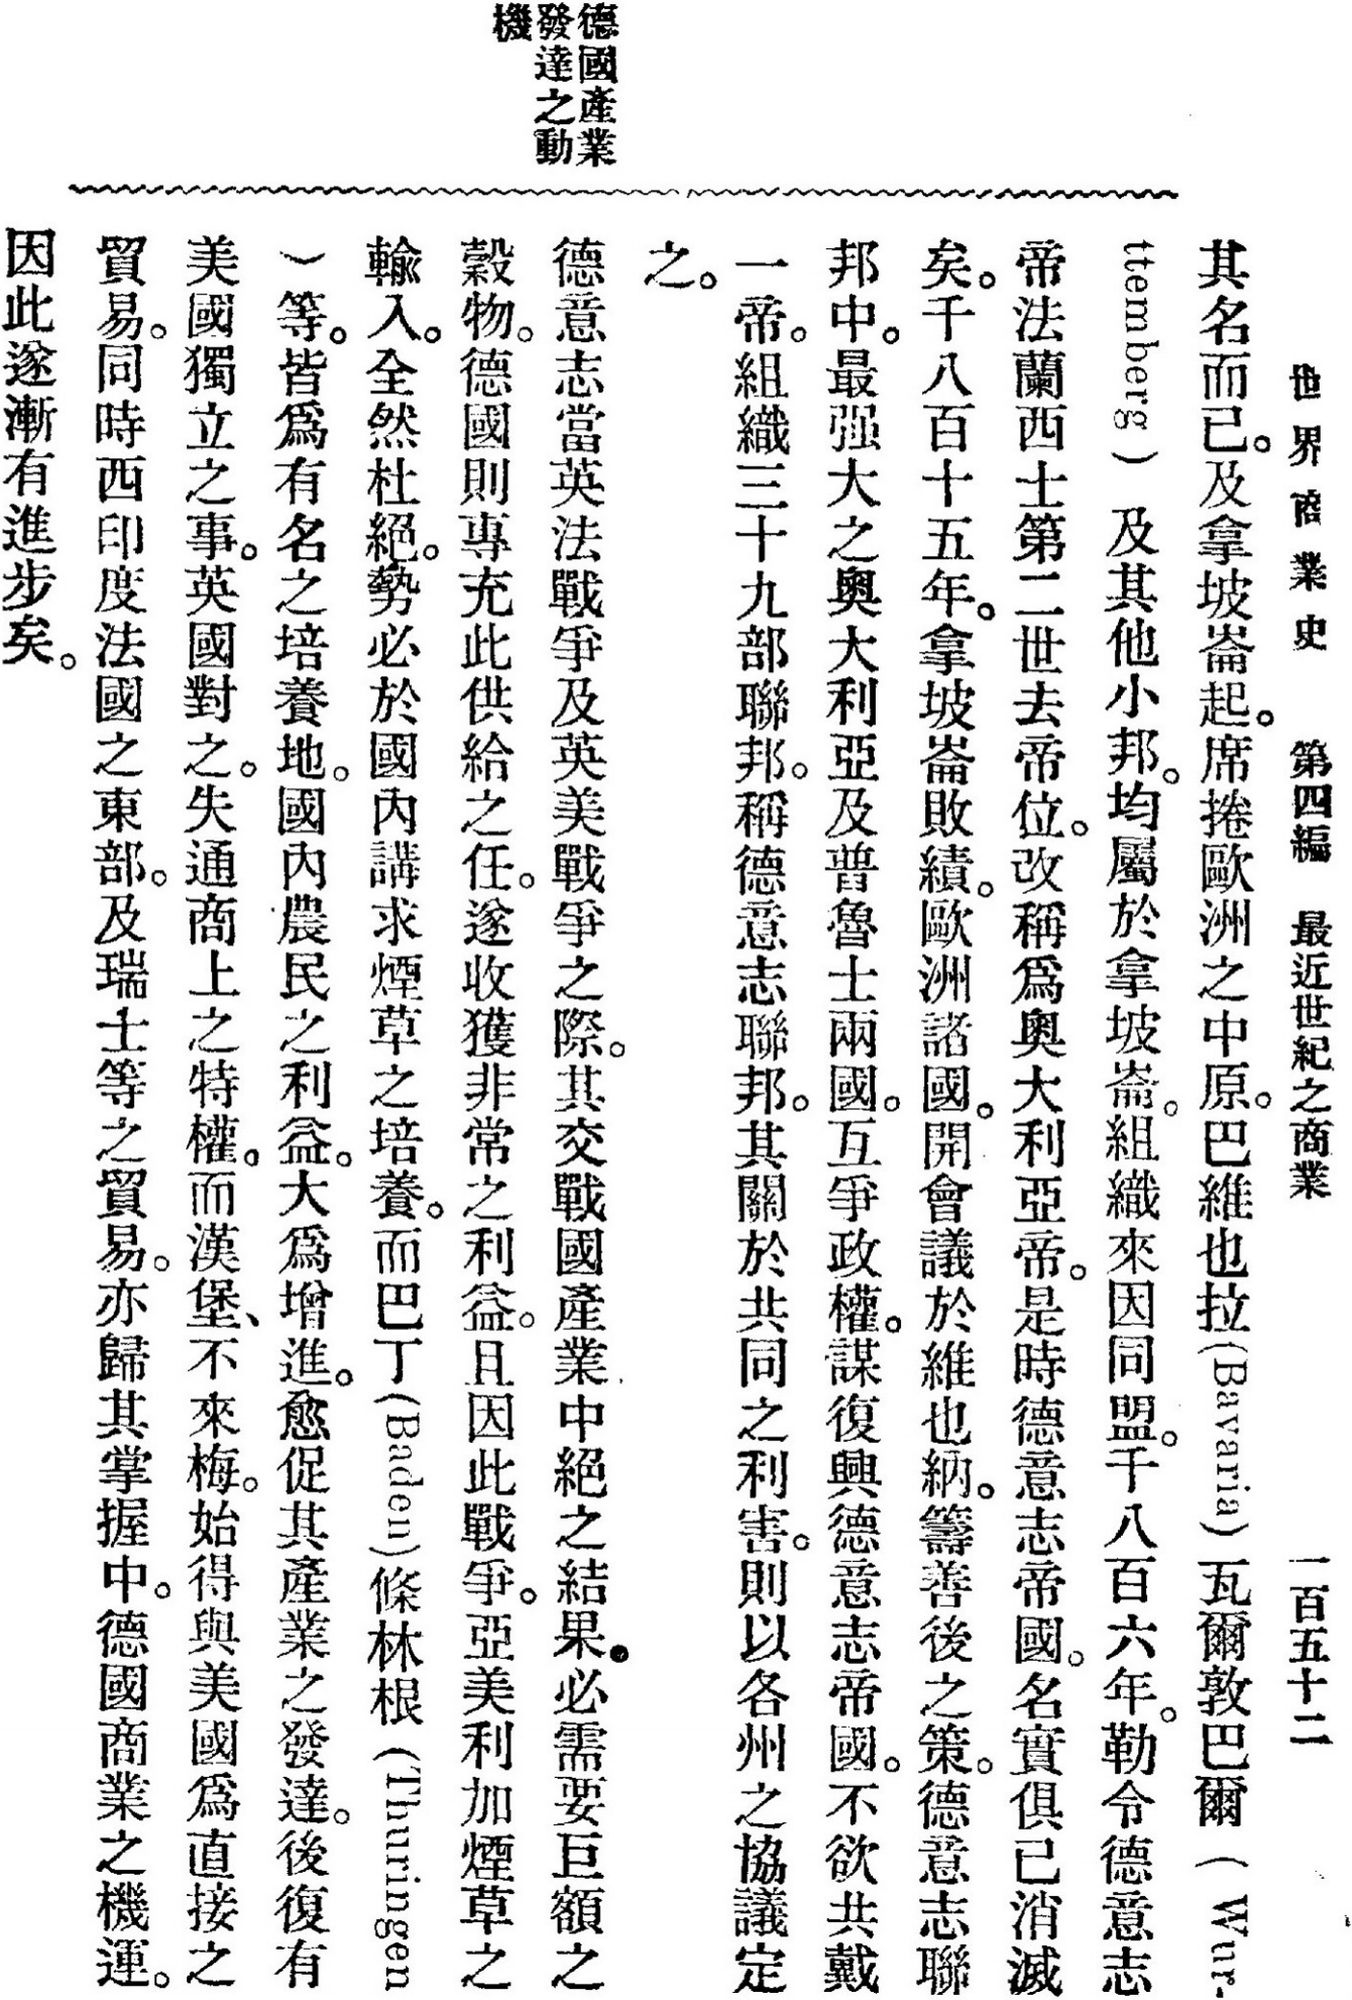 世界商業史　第四編　最近世紀之商業　一百五十二
其名而已。及拿坡崙起。席捲歐洲之中原。巴維也拉(Bavaria)瓦爾敦巴爾(Wur-
ttemberg)及其他小邦。均屬於拿坡崙。組織來因同盟。千八百六年。勒令德意志
帝法蘭西士第二世去帝位。改稱爲奧大利亞帝。是時德意志帝國。名實俱已消滅
矣。千八百十五年。拿坡崙敗績。歐洲諸國。開會議於維也納。籌善後之策。德意志聯
邦中。最强大之奧大利亞及普魯士兩國。互爭政權。謀復興德意志帝國。不欲共戴
一帝。組織三十九部聯邦。稱德意志聯邦。其關於共同之利害。則以各州之協議定
之。
德國產業
發達之動
機
德意志當英法戰爭及英美戰爭之際。其交戰國產業中絕之結果。必需要巨額之
穀物。德國則專充此供給之任。遂收獲非常之利益。且因此戰爭。亞美利加煙草之
輸入。全然杜絕。勢必於國內講求煙草之培養。而巴丁(Baden)條林根(Thuringen
)等。皆爲有名之培養地。國內農民之利益。大爲增進。愈促其產業之發達。後復有
美國獨立之事。英國對之。失通商上之特權。而漢堡、不來梅。始得與美國爲直接之
貿易。同時西印度法國之東部。及瑞士等之貿易。亦歸其掌握中。德國商業之機運。
因此遂漸有進步矣。